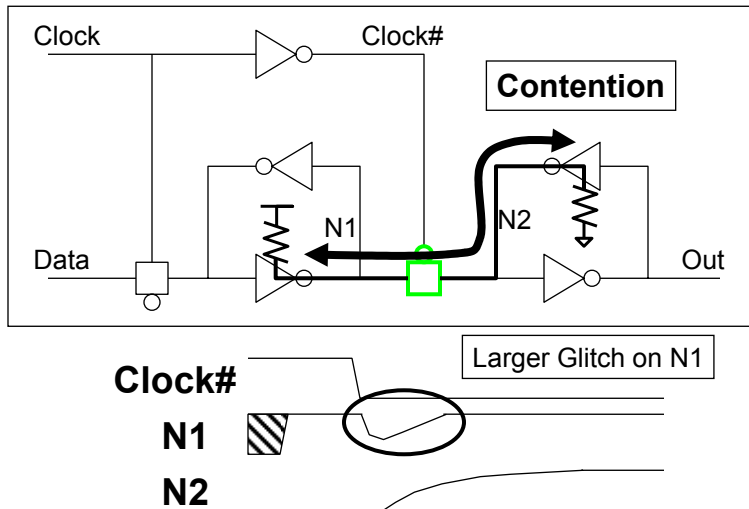 Clock
Clock#
Contention
N1
N2
Data
Out
Larger Glitch on N1
Clock#
N1
N2